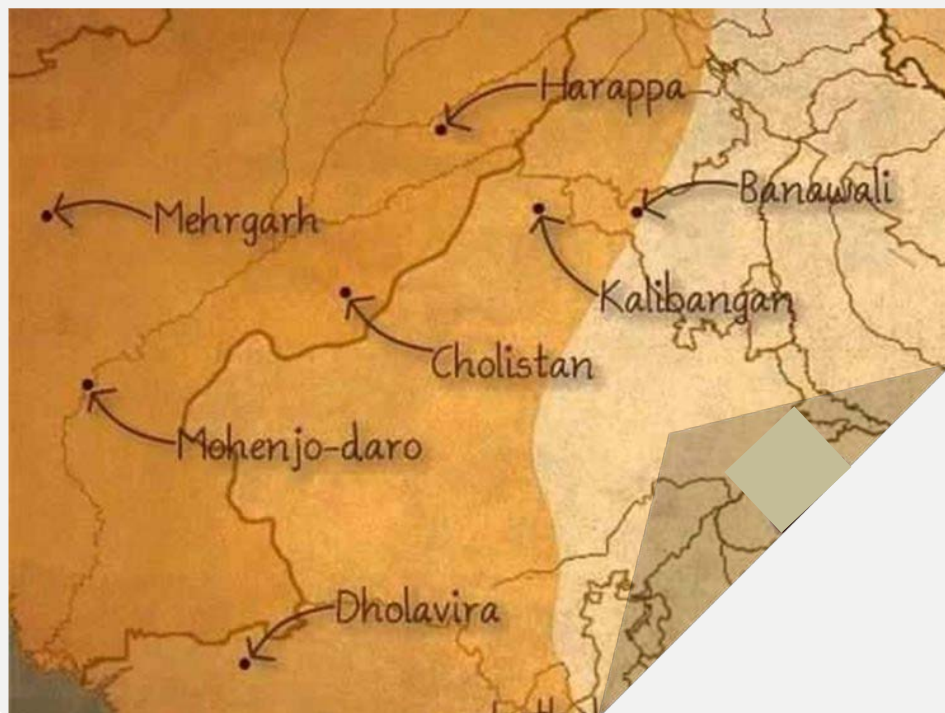 Harappa
Banawali
Mehrgarh
Kalibangan
Cholistan
Mohenjo-daro
Dholavira